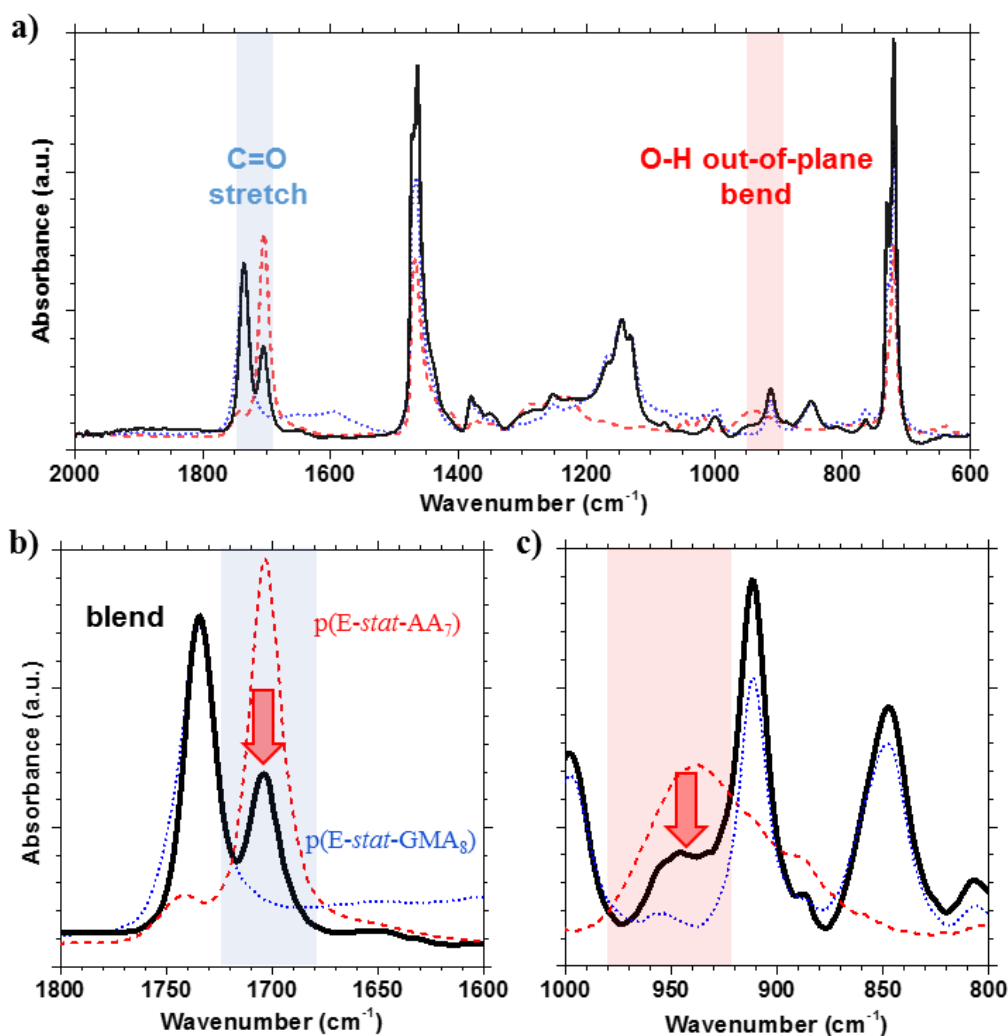 a)
Absorbance (a.u.)
C=O
stretch
O-H out-of-plane
bend
2000 1800 1600 1400 1200 1000 800 600
Wavenumber (cm⁻¹)
b)
Absorbance (a.u.)
blend
p(E-stat-AA₇)
p(E-stat-GMA₈)
1800 1750 1700 1650 1600
Wavenumber (cm⁻¹)
c)
1000 950 900 850 800
Wavenumber (cm⁻¹)